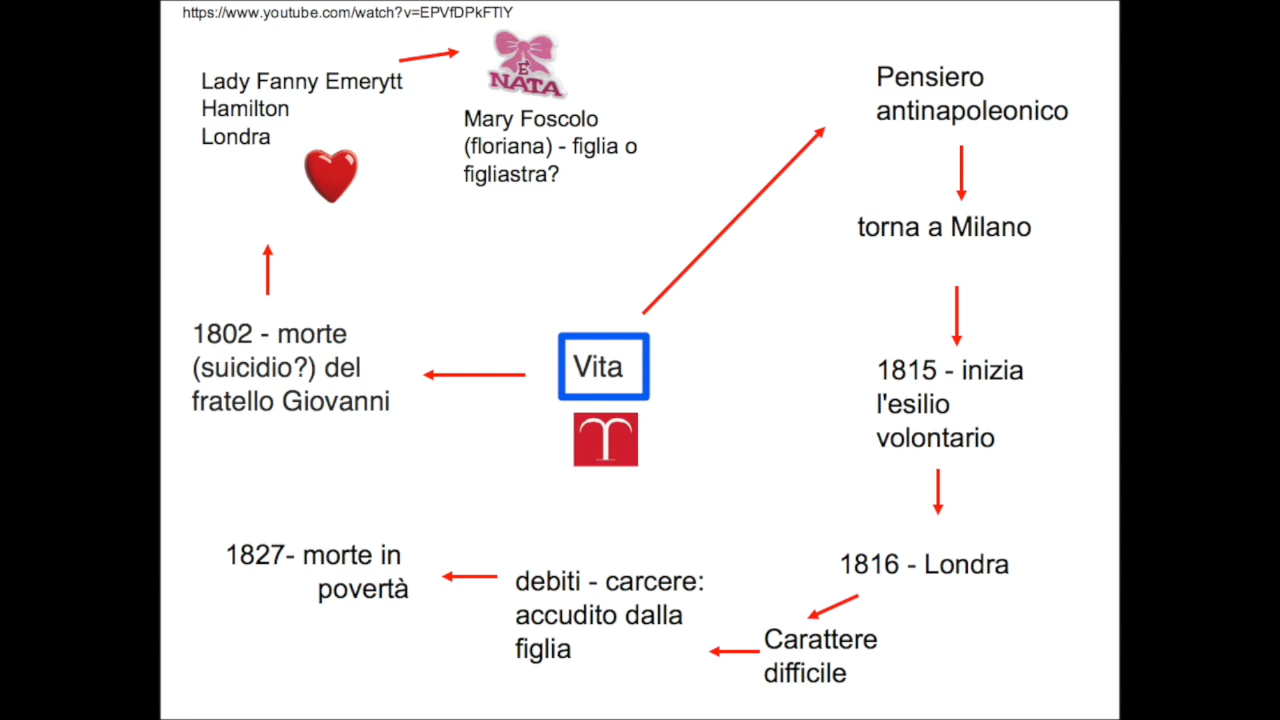 https://www.youtube.com/watch?v=EPVfDPkFTlY
Lady Fanny Emerytt
Hamilton
Londra
È
NATA
Mary Foscolo
(floriana) - figlia o
figliastra?
Pensiero
antinapoleonico
torna a Milano
1815 - inizia
l'esilio
volontario
1816 - Londra
Carattere
difficile
debiti - carcere:
accudito dalla
figlia
1827- morte in
povertà
1802 - morte
(suicidio?) del
fratello Giovanni
Vita